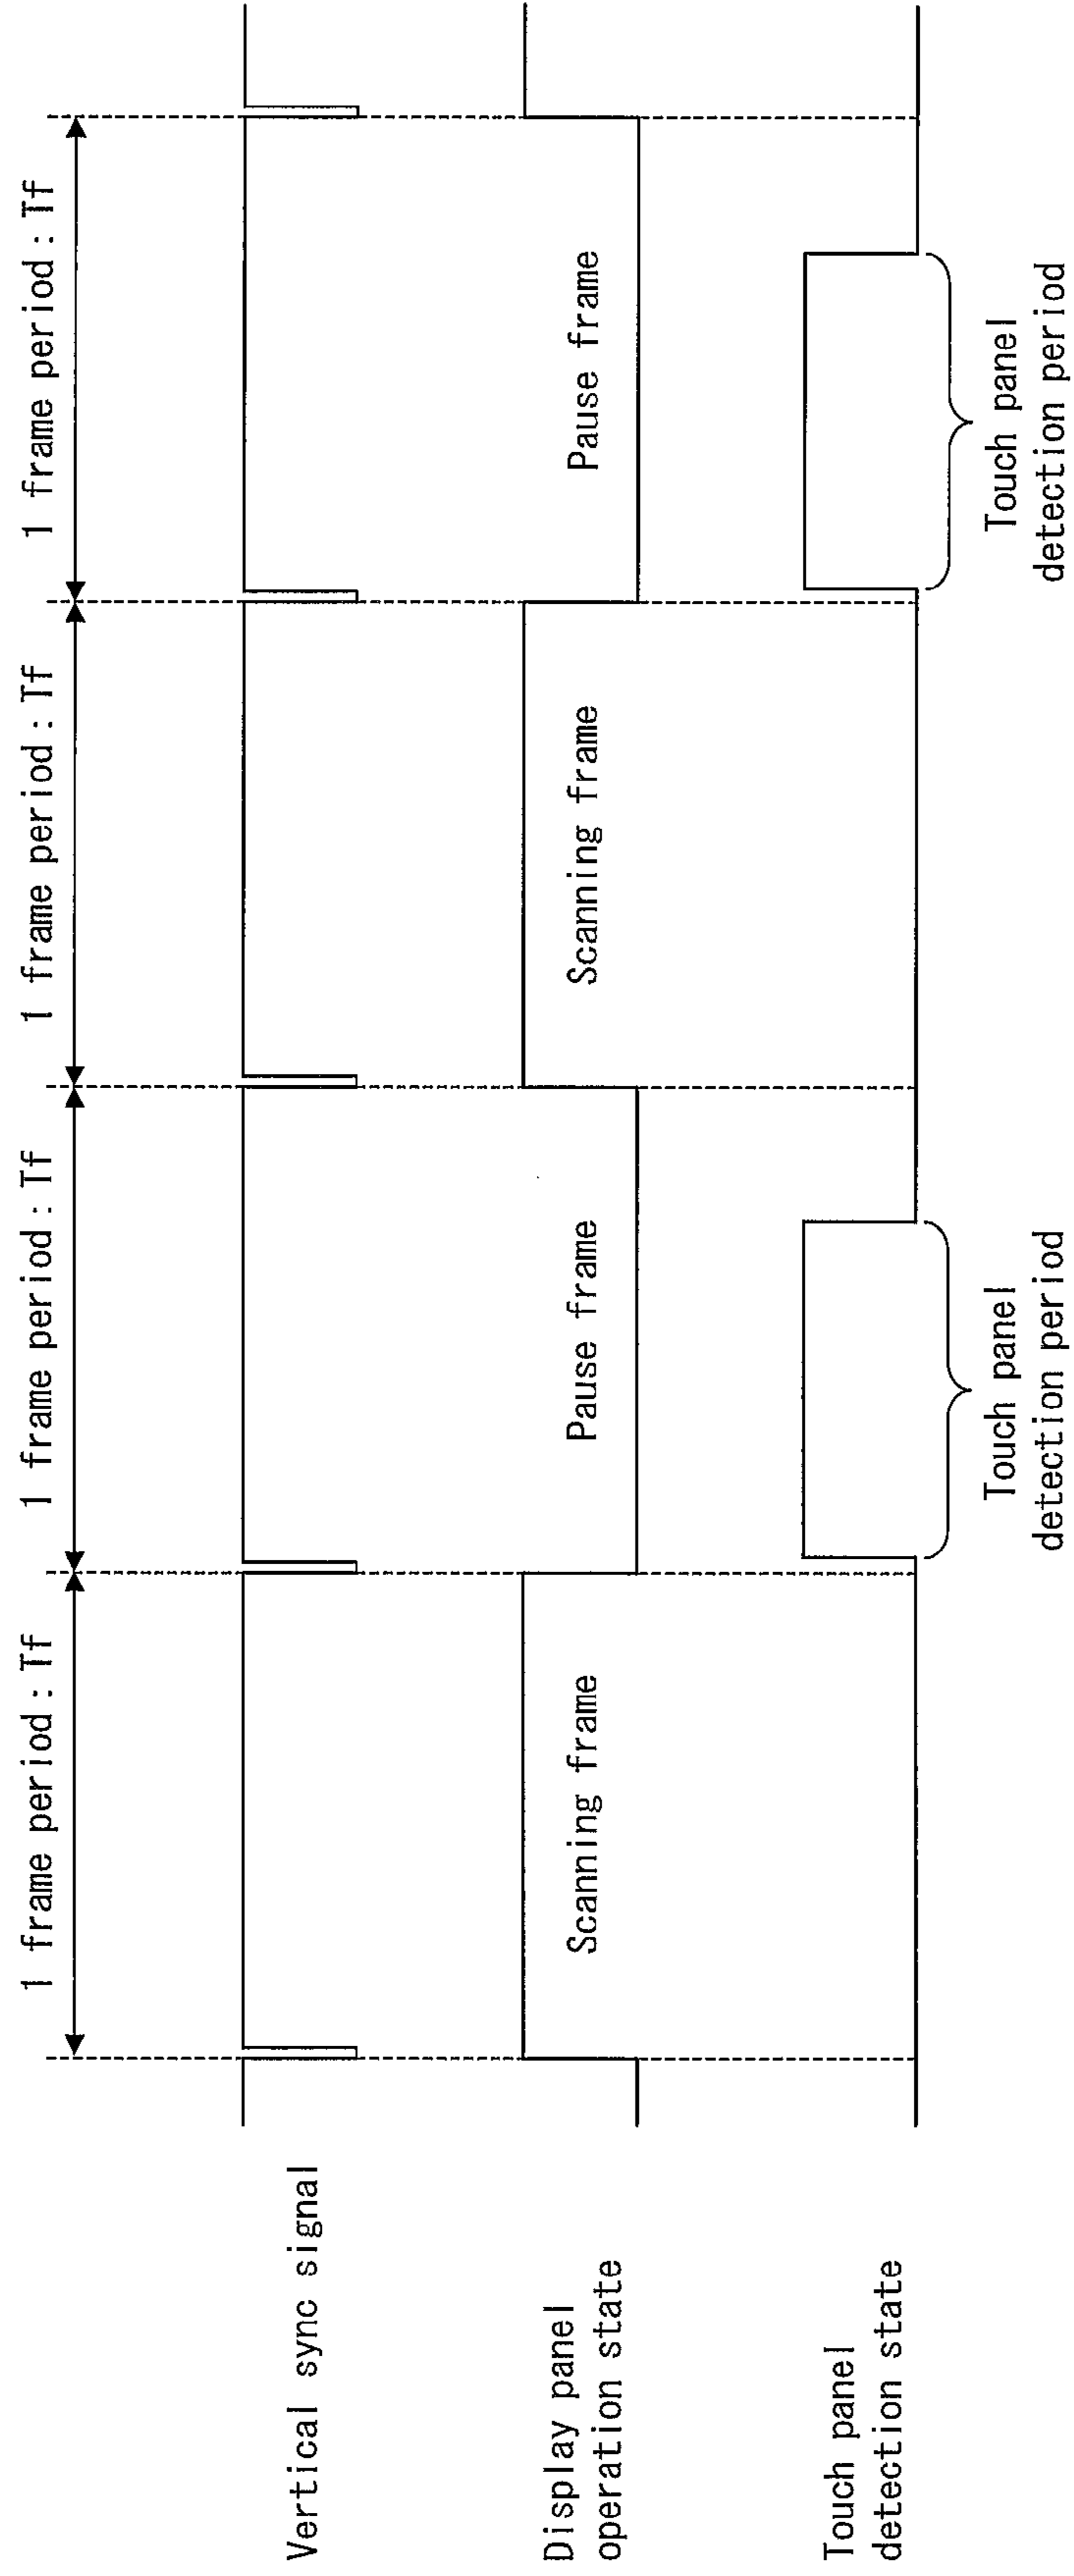 1 frame period : Tf
1 frame period : Tf
1 frame period : Tf
1 frame period : Tf
Vertical sync signal
Display panel
operation state
Scanning frame
Pause frame
Scanning frame
Pause frame
Touch panel
detection state
Touch panel
detection period
Touch panel
detection period